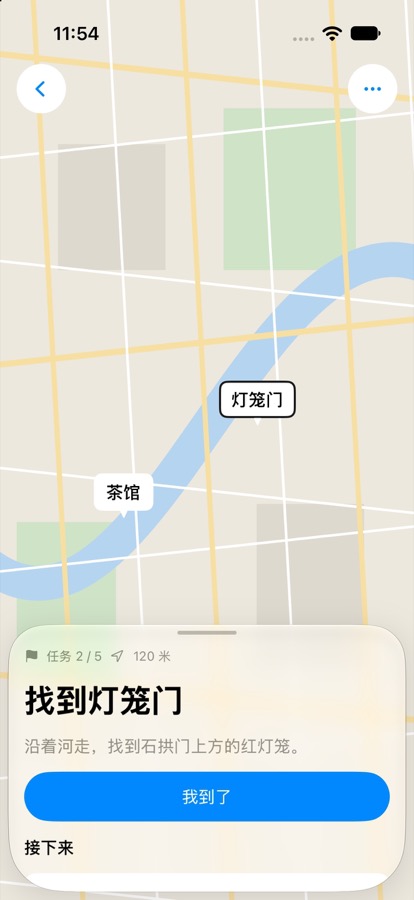 11:54
灯笼门
茶馆
任务 2 / 5 120 米
找到灯笼门
沿着河走，找到石拱门上方的红灯笼。
我到了
接下来